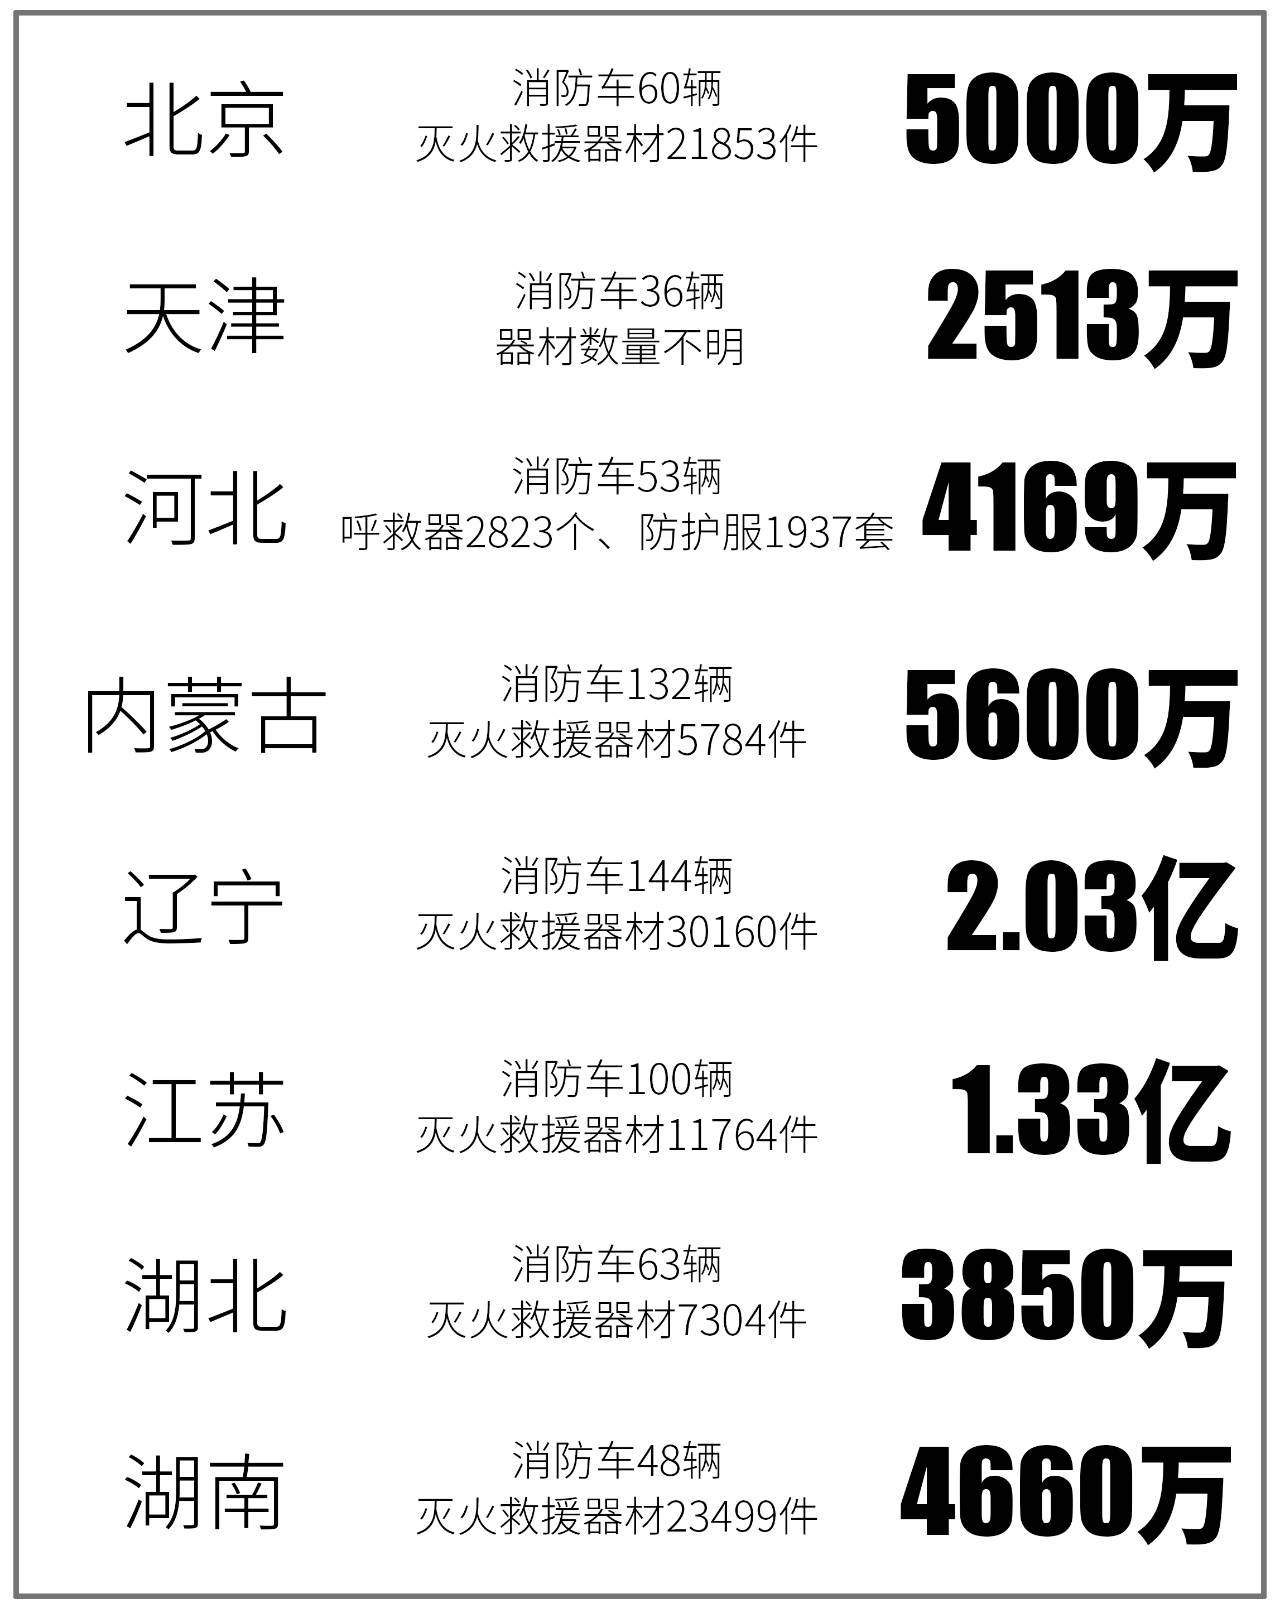 北京
消防车60辆
灭火救援器材21853件
5000万
天津
消防车36辆
器材数量不明
2513万
河北
消防车53辆
呼救器2823个、防护服1937套
4169万
内蒙古
消防车132辆
灭火救援器材5784件
5600万
辽宁
消防车144辆
灭火救援器材30160件
2.03亿
江苏
消防车100辆
灭火救援器材11764件
1.33亿
湖北
消防车63辆
灭火救援器材7304件
3850万
湖南
消防车48辆
灭火救援器材23499件
4660万